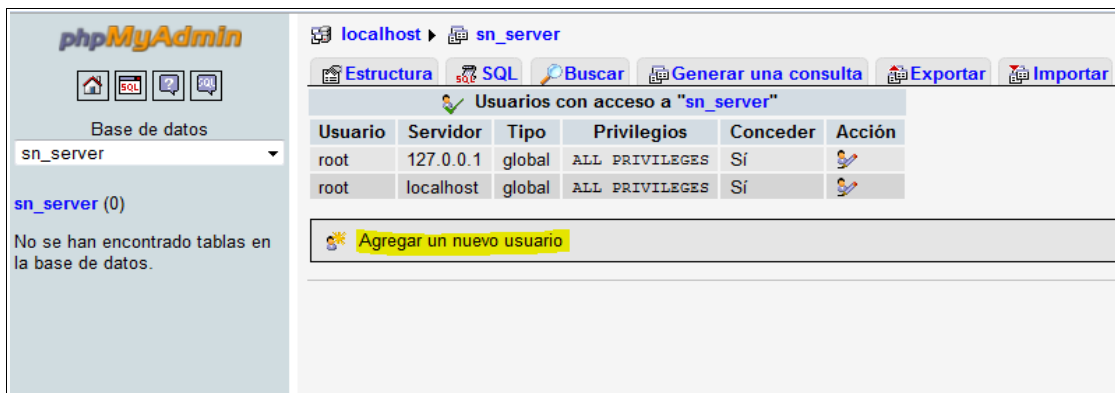 phpMyAdmin
SQL
SQL
Base de datos
sn_server
sn_server (0)
No se han encontrado tablas en
la base de datos.
localhost sn_server
Estructura SQL Buscar Generar una consulta Exportar Importar
Usuarios con acceso a "sn_server"
Usuario Servidor Tipo Privilegios Conceder Acción
root 127.0.0.1 global ALL PRIVILEGES Sí
root localhost global ALL PRIVILEGES Sí
Agregar un nuevo usuario